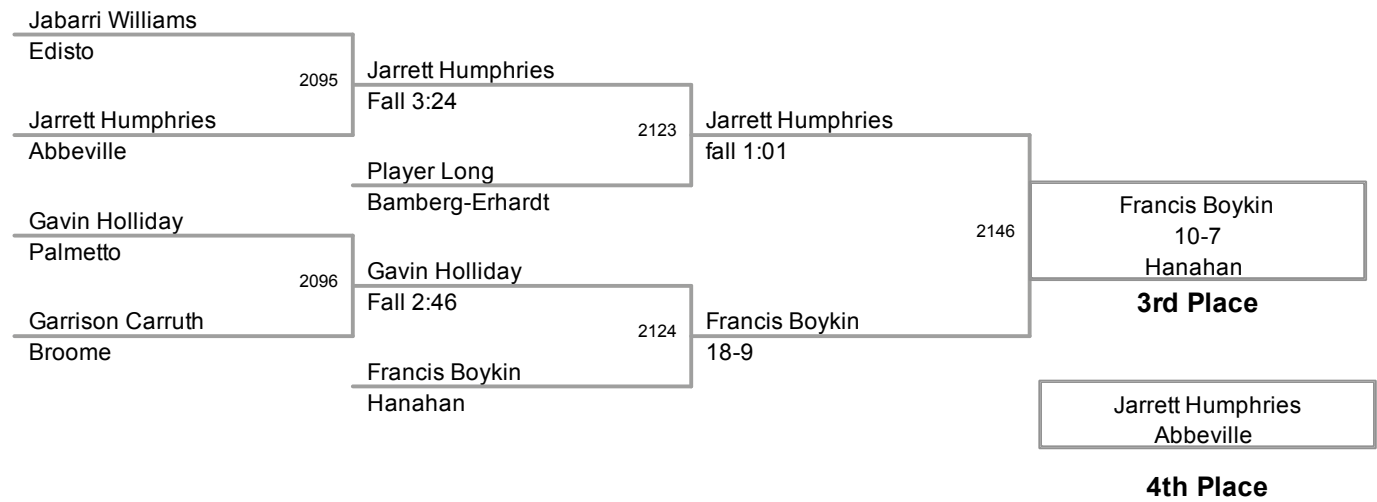 Jabarri Williams
Edisto
2095
Jarrett Humphries
Abbeville
Gavin Holliday
Palmetto
2096
Garrison Carruth
Broome
Jarrett Humphries
Fall 3:24
2123
Player Long
Bamberg-Erhardt
Gavin Holliday
Fall 2:46
2124
Francis Boykin
Hanahan
Jarrett Humphries
fall 1:01
2146
Francis Boykin
18-9
Francis Boykin
10-7
Hanahan
3rd Place
Jarrett Humphries
Abbeville
4th Place